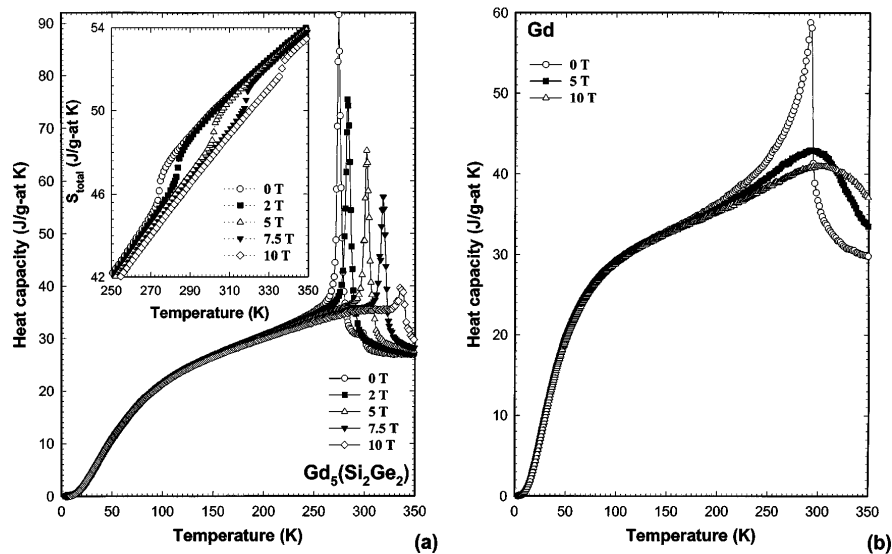 92
90
80
70
60
50
40
30
20
10
0
Heat capacity (J/g-at K)
0 50 100 150 200 250 300 350
Temperature (K)
54
50
46
42
S_total (J/g-at K)
250 270 290 310 330 350
Temperature (K)
0 T
2 T
5 T
7.5 T
10 T
0 T
2 T
5 T
7.5 T
10 T
Gd5(Si2Ge2)
(a)
60
50
40
30
20
10
0
Heat capacity (J/g-at K)
Gd
0 T
5 T
10 T
0 50 100 150 200 250 300 350
Temperature (K)
(b)